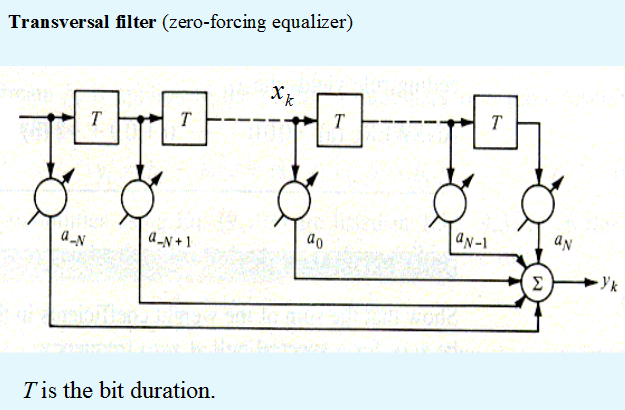 Transversal filter (zero-forcing equalizer)
x_k
T T T T
a_-N a_-N+1 a_0 a_N-1 a_N
Σ y_k
T is the bit duration.